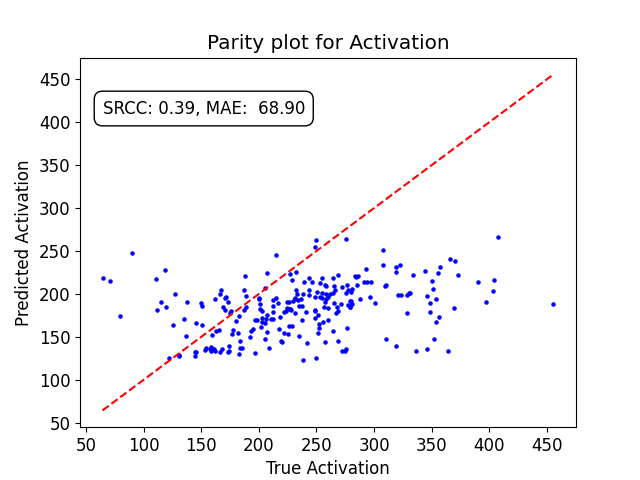 Parity plot for Activation
SRCC: 0.39, MAE:  68.90
Predicted Activation
450
400
350
300
250
200
150
100
50
50 100 150 200 250 300 350 400 450
True Activation